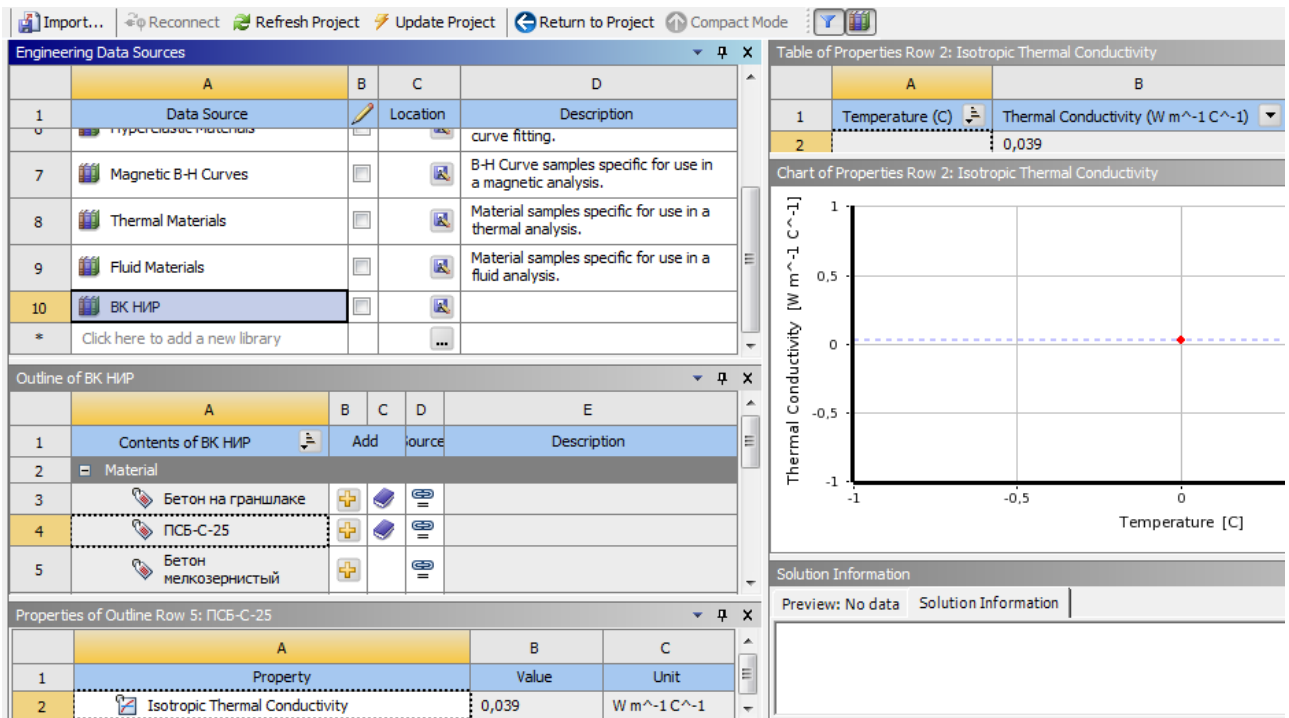 Import... Reconnect Refresh Project Update Project Return to Project Compact Mode
Engineering Data Sources
A B C D
1 Data Source Location Description
curve fitting.
7 Magnetic B-H Curves B-H Curve samples specific for use in
a magnetic analysis.
8 Thermal Materials Material samples specific for use in a
thermal analysis.
9 Fluid Materials Material samples specific for use in a
fluid analysis.
10 ВК НИР
* Click here to add a new library ...
Outline of ВК НИР
A B C D E
1 Contents of ВК НИР Add Source Description
2 Material
3 Бетон на граншлаке
4 ПСБ-С-25
5 Бетон
мелкозернистый
Properties of Outline Row 5: ПСБ-С-25
A B C
1 Property Value Unit
2 Isotropic Thermal Conductivity 0,039 W m^-1 C^-1
Table of Properties Row 2: Isotropic Thermal Conductivity
A B
1 Temperature (C) Thermal Conductivity (W m^-1 C^-1)
2 0,039
Chart of Properties Row 2: Isotropic Thermal Conductivity
Thermal Conductivity [W m^-1 C^-1]
1
0,5
0
-0,5
-1
-1 -0,5 0
Temperature [C]
Solution Information
Preview: No data Solution Information